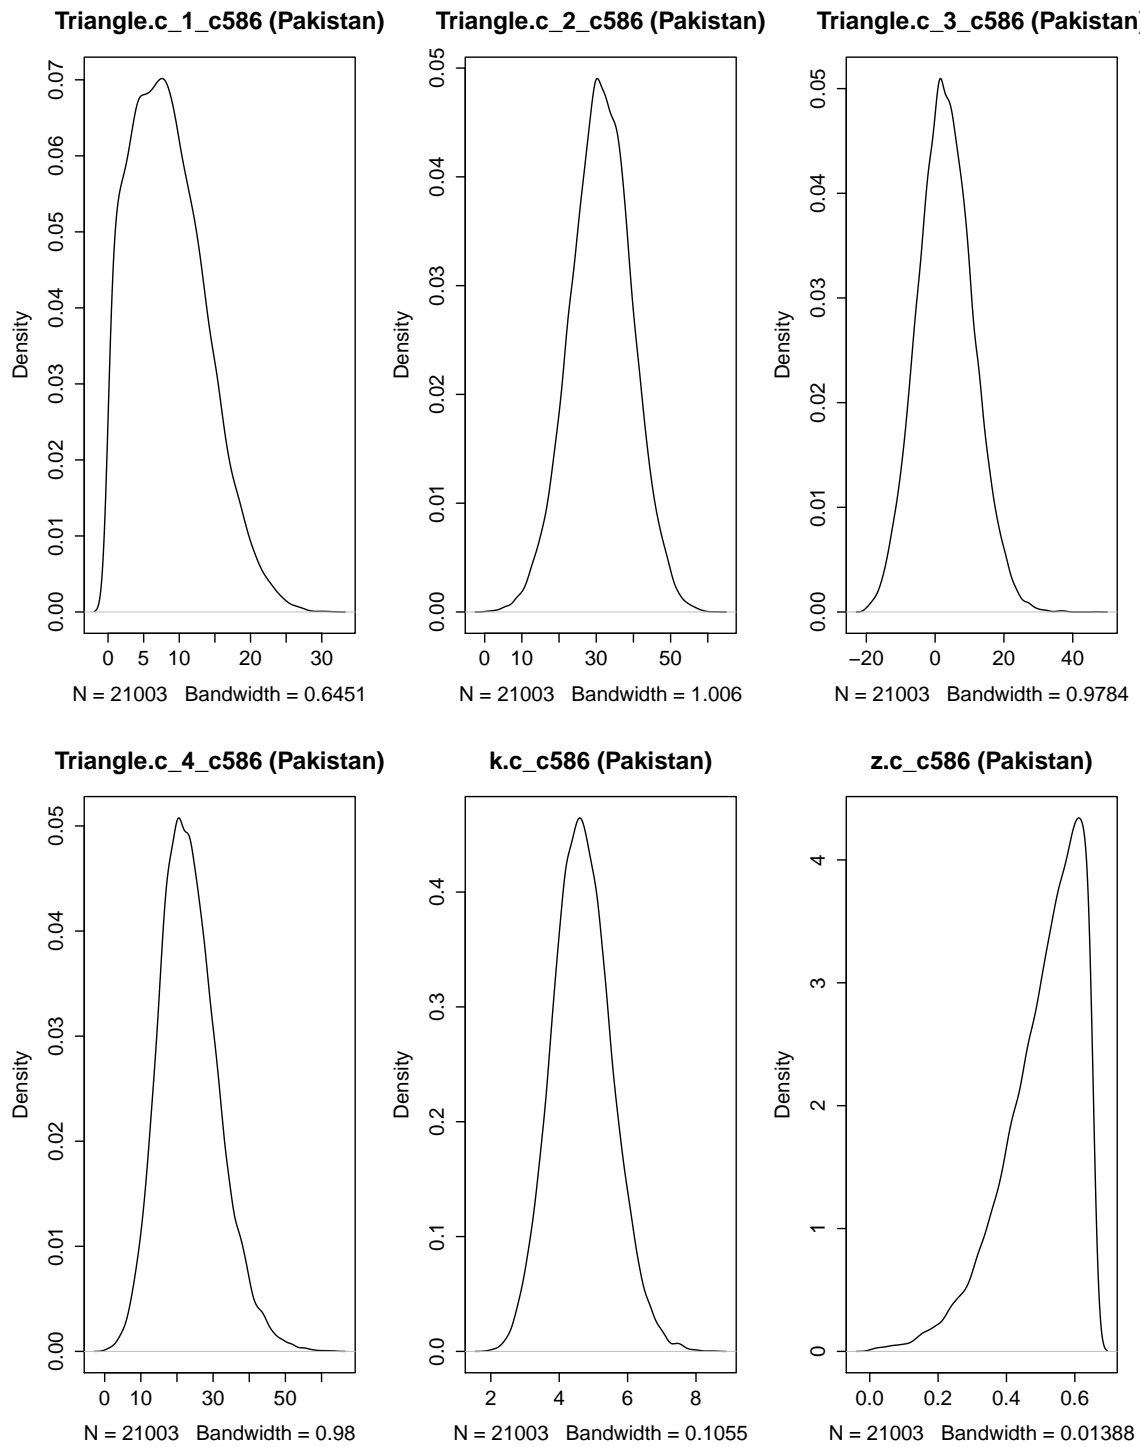 Triangle.c_1_c586 (Pakistan)
Density
0.00 0.01 0.02 0.03 0.04 0.05 0.06 0.07
0 5 10 20 30
N = 21003 Bandwidth = 0.6451
Triangle.c_2_c586 (Pakistan)
Density
0.00 0.01 0.02 0.03 0.04 0.05
0 10 30 50
N = 21003 Bandwidth = 1.006
Triangle.c_3_c586 (Pakistan)
Density
0.00 0.01 0.02 0.03 0.04 0.05
−20 0 20 40
N = 21003 Bandwidth = 0.9784
Triangle.c_4_c586 (Pakistan)
Density
0.00 0.01 0.02 0.03 0.04 0.05
0 10 30 50
N = 21003 Bandwidth = 0.98
k.c_c586 (Pakistan)
Density
0.0 0.1 0.2 0.3 0.4
2 4 6 8
N = 21003 Bandwidth = 0.1055
z.c_c586 (Pakistan)
Density
0 1 2 3 4
0.0 0.2 0.4 0.6
N = 21003 Bandwidth = 0.01388